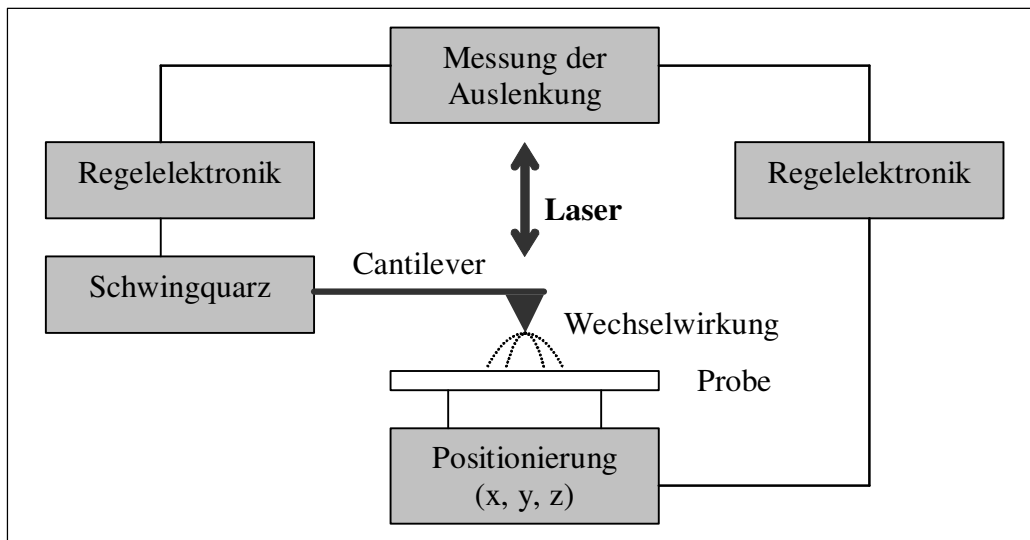 Messung der
Auslenkung
Regelelektronik
Regelelektronik
Laser
Cantilever
Schwingquarz
Wechselwirkung
Probe
Positionierung
(x, y, z)